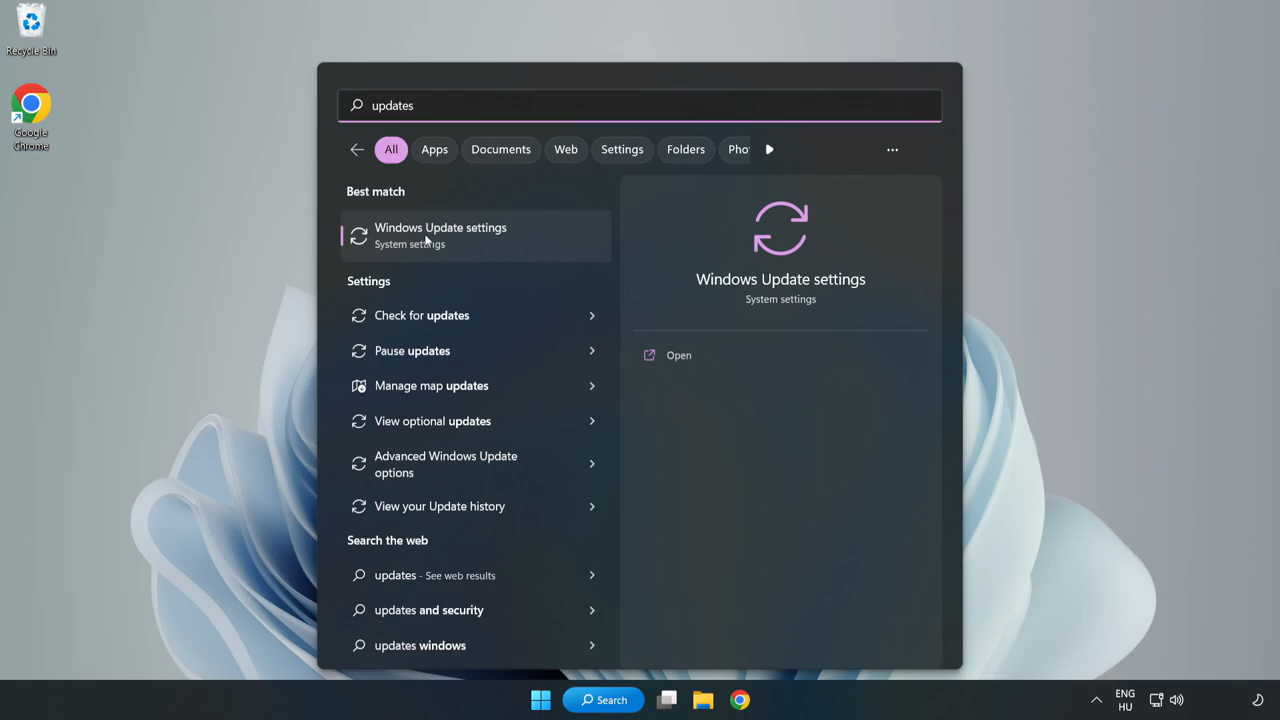 Recycle Bin
Google
Chrome
updates
All Apps Documents Web Settings Folders Pho
Best match
Windows Update settings
System settings
Settings
Check for updates
Pause updates
Manage map updates
View optional updates
Advanced Windows Update
options
View your Update history
Search the web
updates - See web results
updates and security
updates windows
Windows Update settings
System settings
Open
Search
ENG
HU